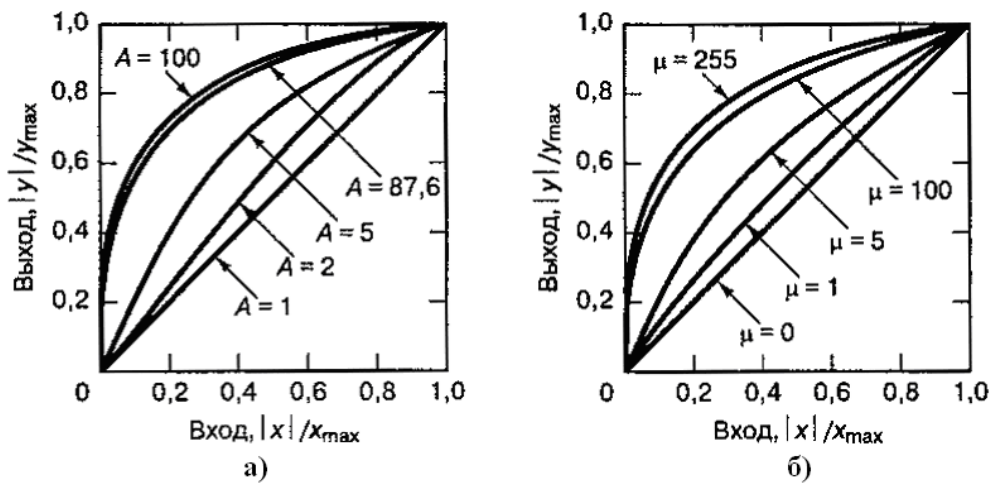 1,0
0,8
0,6
0,4
0,2
0
0,2
0,4
0,6
0,8
1,0
Выход, |y|/ymax
Вход, |x|/xmax
A = 100
A = 87,6
A = 5
A = 2
A = 1
а)
1,0
0,8
0,6
0,4
0,2
0
0,2
0,4
0,6
0,8
1,0
Выход, |y|/ymax
Вход, |x|/xmax
μ = 255
μ = 100
μ = 5
μ = 1
μ = 0
б)